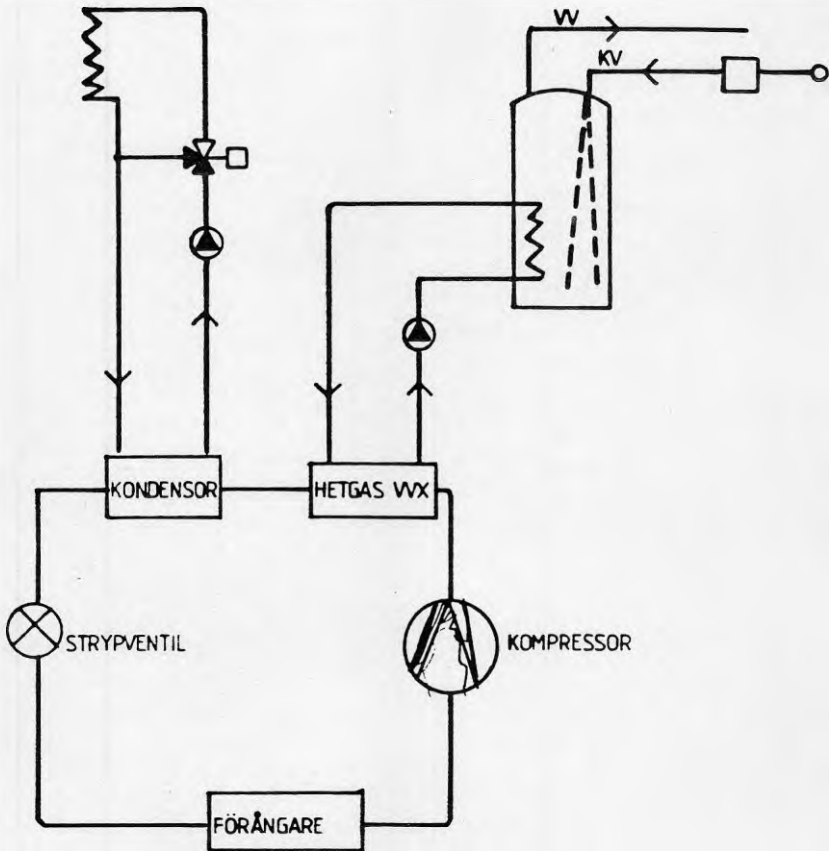 VV
KV
KONDENSOR
HETGAS VVX
STRYPVENTIL
KOMPRESSOR
FÖRÅNGARE